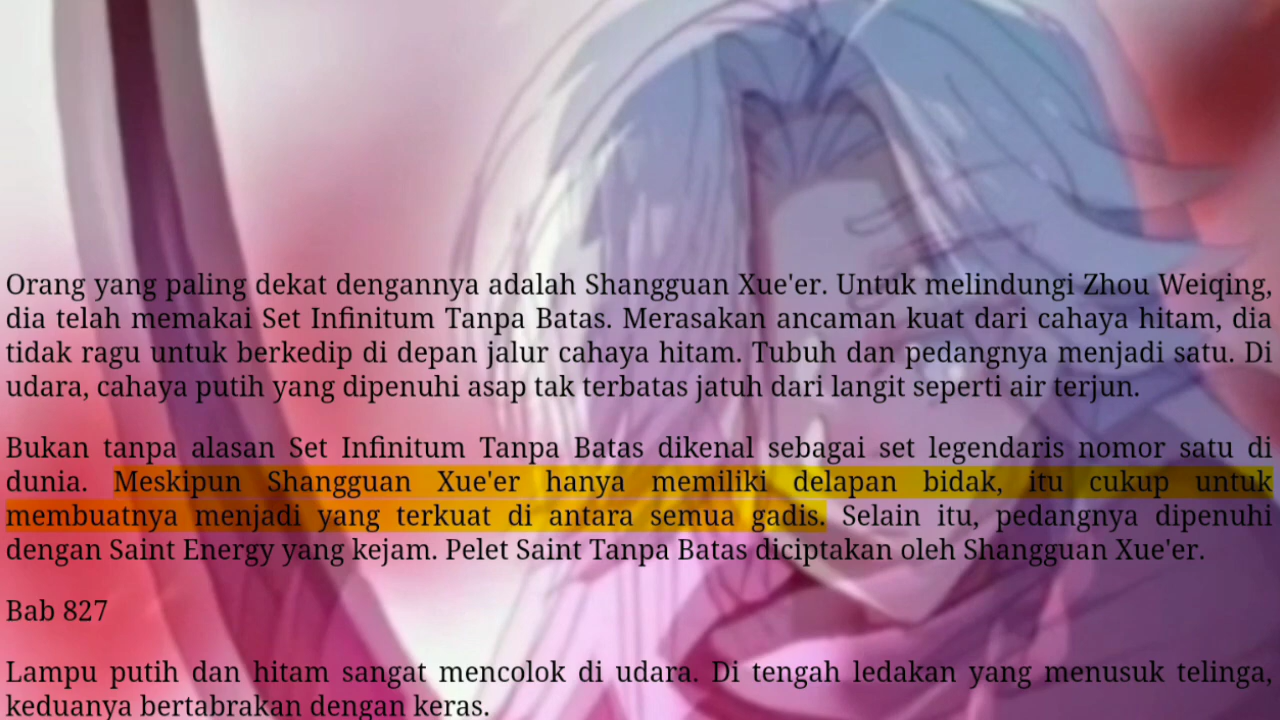 Orang yang paling dekat dengannya adalah Shangguan Xue'er. Untuk melindungi Zhou Weiqing,
dia telah memakai Set Infinitum Tanpa Batas. Merasakan ancaman kuat dari cahaya hitam, dia
tidak ragu untuk berkedip di depan jalur cahaya hitam. Tubuh dan pedangnya menjadi satu. Di
udara, cahaya putih yang dipenuhi asap tak terbatas jatuh dari langit seperti air terjun.
Bukan tanpa alasan Set Infinitum Tanpa Batas dikenal sebagai set legendaris nomor satu di
dunia. Meskipun Shangguan Xue'er hanya memiliki delapan bidak, itu cukup untuk
membuatnya menjadi yang terkuat di antara semua gadis. Selain itu, pedangnya dipenuhi
dengan Saint Energy yang kejam. Pelet Saint Tanpa Batas diciptakan oleh Shangguan Xue'er.
Bab 827
Lampu putih dan hitam sangat mencolok di udara. Di tengah ledakan yang menusuk telinga,
keduanya bertabrakan dengan keras.